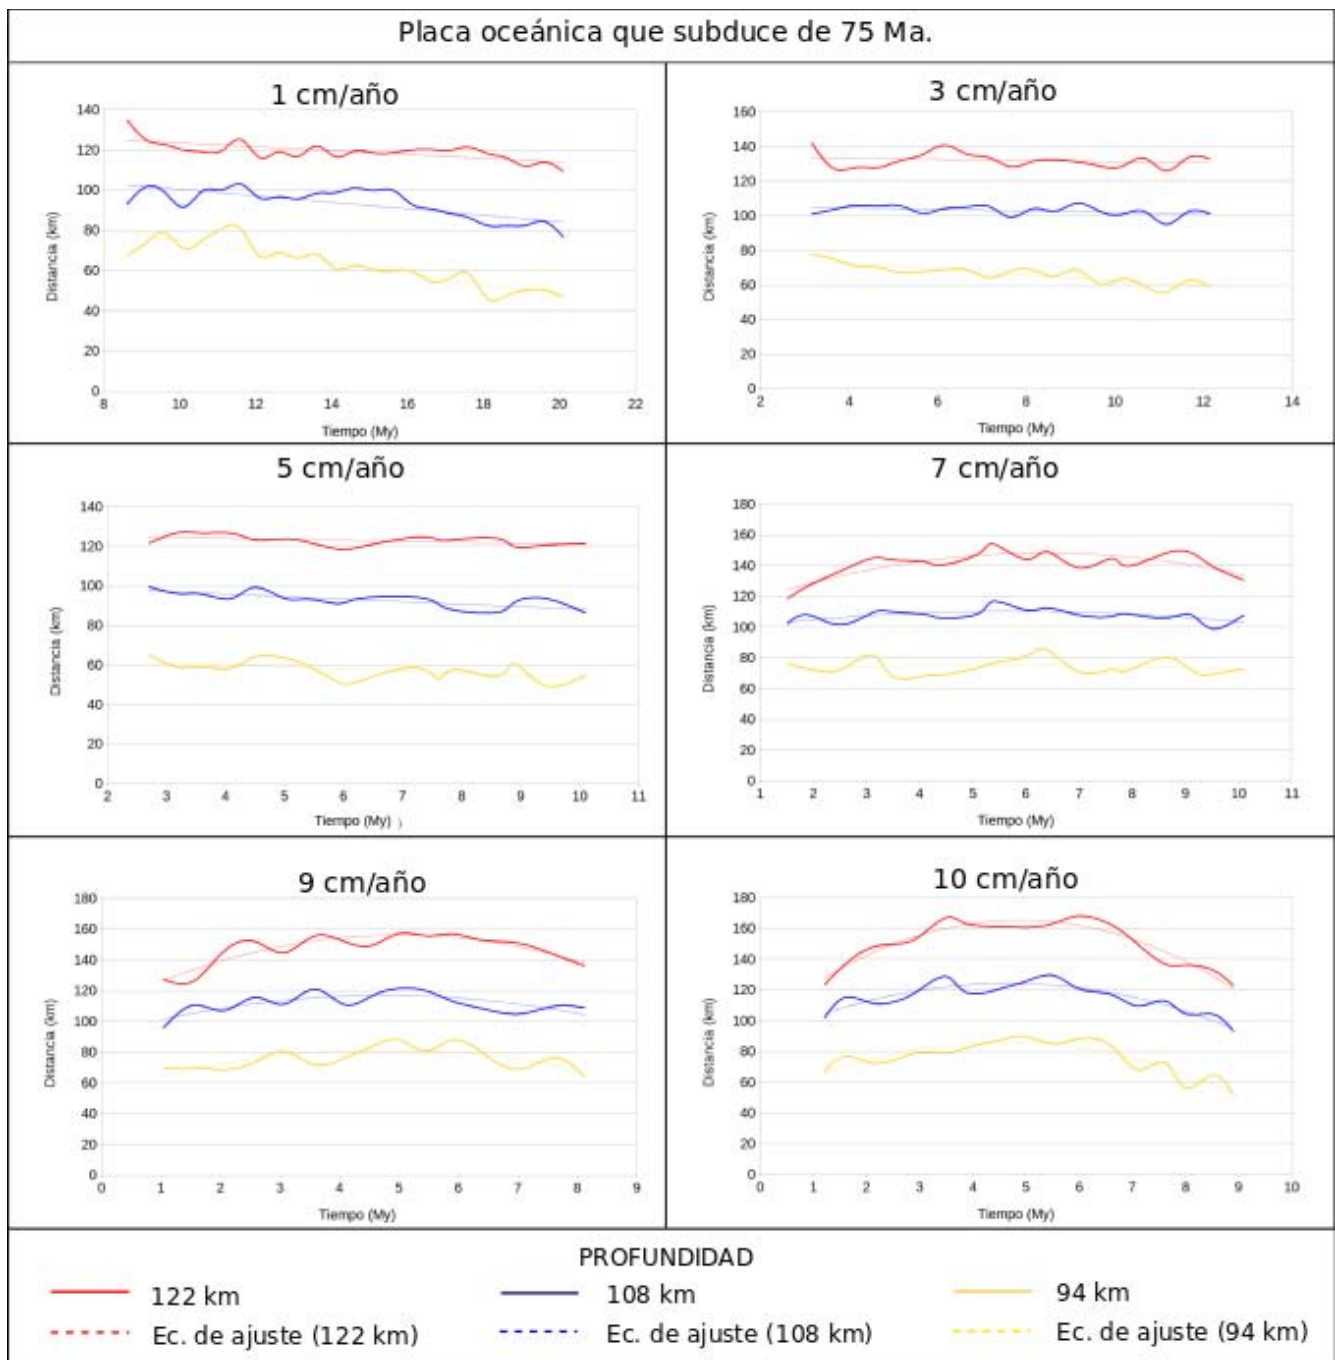 Placa oceánica que subduce de 75 Ma.
1 cm/año
140
120
100
80
60
40
20
0
Distancia (km)
8 10 12 14 16 18 20 22
Tiempo (My)
3 cm/año
160
140
120
100
80
60
40
20
0
Distancia (km)
2 4 6 8 10 12 14
Tiempo (My)
5 cm/año
140
120
100
80
60
40
20
0
Distancia (km)
2 3 4 5 6 7 8 9 10 11
Tiempo (My) )
7 cm/año
180
160
140
120
100
80
60
40
20
0
Distancia (km)
1 2 3 4 5 6 7 8 9 10 11
Tiempo (My)
9 cm/año
180
160
140
120
100
80
60
40
20
0
Distancia (km)
0 1 2 3 4 5 6 7 8 9
Tiempo (My)
10 cm/año
180
160
140
120
100
80
60
40
20
0
Distancia (km)
0 1 2 3 4 5 6 7 8 9 10
Tiempo (My)
PROFUNDIDAD
122 km 108 km 94 km
Ec. de ajuste (122 km) Ec. de ajuste (108 km) Ec. de ajuste (94 km)